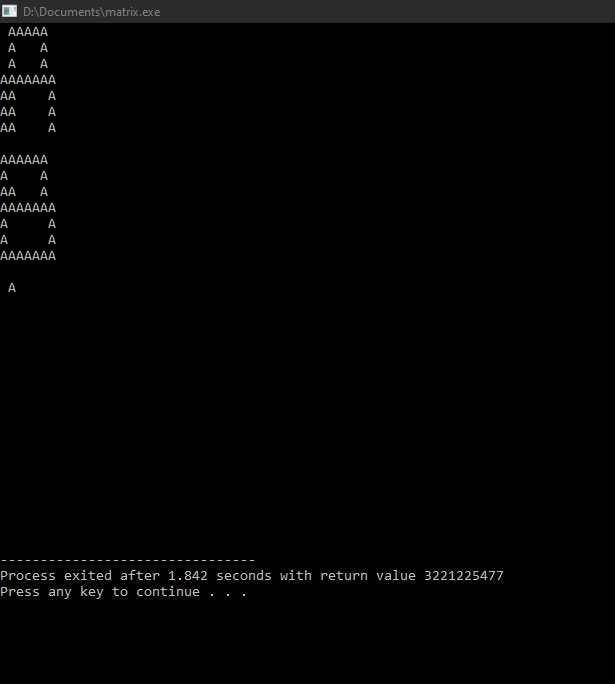 D:\Documents\matrix.exe
 AAAAA
 A   A
 A   A
AAAAAAA
AA    A
AA    A
AA    A

AAAAAA
A    A
AA   A
AAAAAAA
A     A
A     A
AAAAAAA

 A

--------------------------------
Process exited after 1.842 seconds with return value 3221225477
Press any key to continue . . .